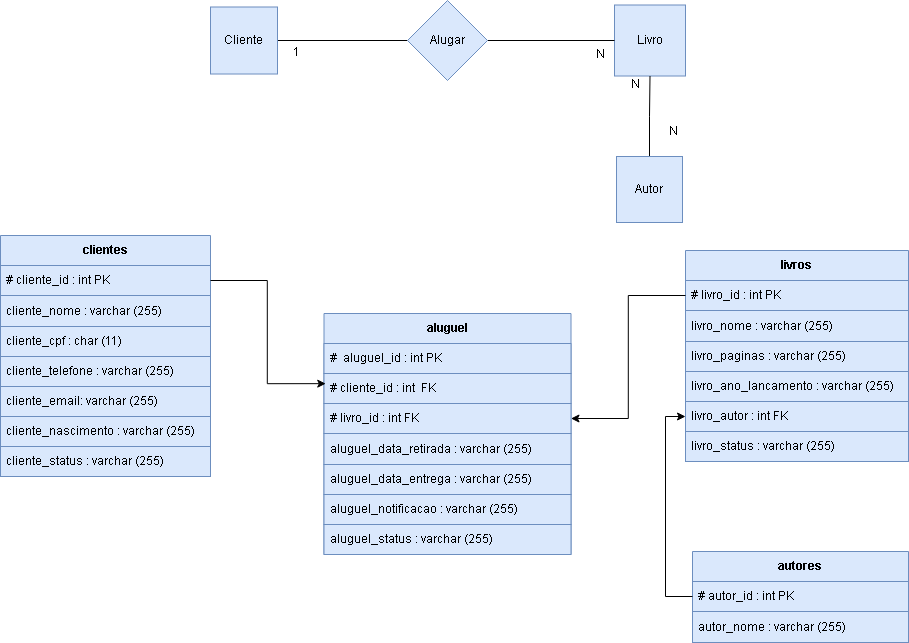 Cliente
1
Alugar
N
Livro
N
N
Autor
clientes
# cliente_id : int PK
cliente_nome : varchar (255)
cliente_cpf : char (11)
cliente_telefone : varchar (255)
cliente_email: varchar (255)
cliente_nascimento : varchar (255)
cliente_status : varchar (255)
aluguel
#  aluguel_id : int PK
# cliente_id : int  FK
# livro_id : int FK
aluguel_data_retirada : varchar (255)
aluguel_data_entrega : varchar (255)
aluguel_notificacao : varchar (255)
aluguel_status : varchar (255)
livros
# livro_id : int PK
livro_nome : varchar (255)
livro_paginas : varchar (255)
livro_ano_lancamento : varchar (255)
livro_autor : int FK
livro_status : varchar (255)
autores
# autor_id : int PK
autor_nome : varchar (255)